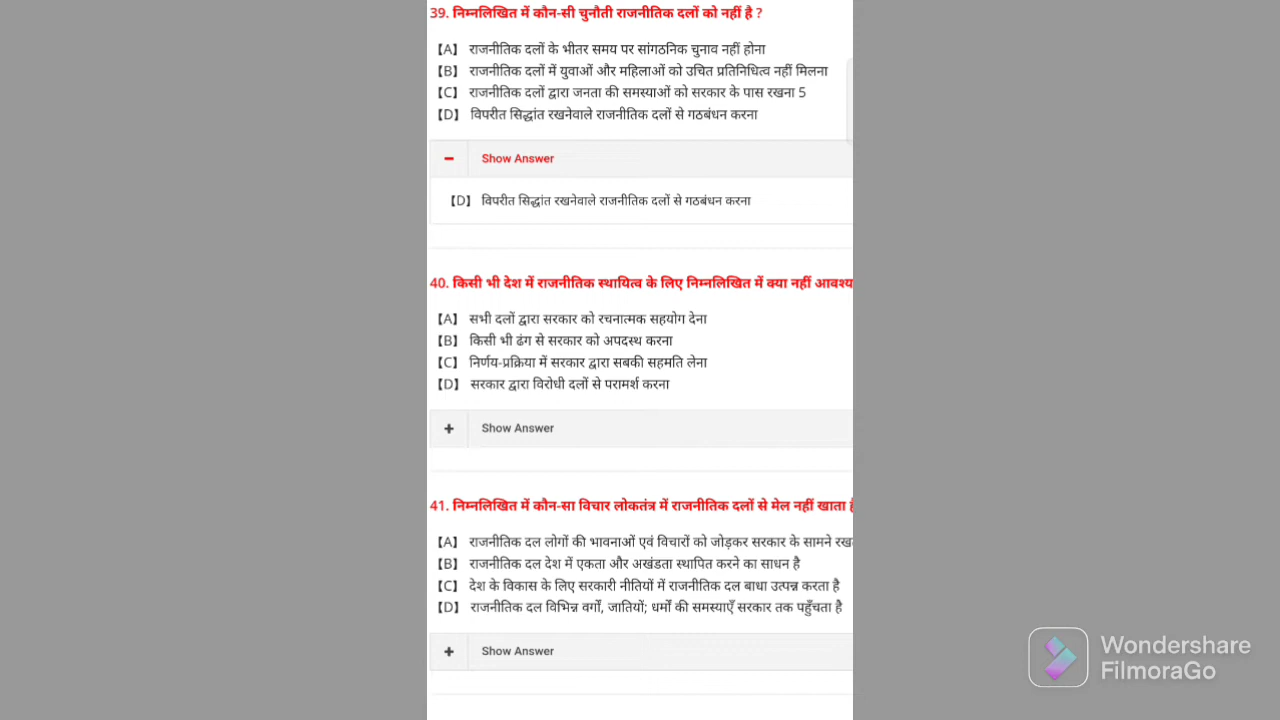 39. निम्नलिखित में कौन-सी चुनौती राजनीतिक दलों को नहीं है ?
【A】 राजनीतिक दलों के भीतर समय पर सांगठनिक चुनाव नहीं होना
【B】 राजनीतिक दलों में युवाओं और महिलाओं को उचित प्रतिनिधित्व नहीं मिलना
【C】 राजनीतिक दलों द्वारा जनता की समस्याओं को सरकार के पास रखना 5
【D】 विपरीत सिद्धांत रखनेवाले राजनीतिक दलों से गठबंधन करना
− Show Answer
【D】 विपरीत सिद्धांत रखनेवाले राजनीतिक दलों से गठबंधन करना
40. किसी भी देश में राजनीतिक स्थायित्व के लिए निम्नलिखित में क्या नहीं आवश्य
【A】 सभी दलों द्वारा सरकार को रचनात्मक सहयोग देना
【B】 किसी भी ढंग से सरकार को अपदस्थ करना
【C】 निर्णय-प्रक्रिया में सरकार द्वारा सबकी सहमति लेना
【D】 सरकार द्वारा विरोधी दलों से परामर्श करना
+ Show Answer
41. निम्नलिखित में कौन-सा विचार लोकतंत्र में राजनीतिक दलों से मेल नहीं खाता
【A】 राजनीतिक दल लोगों की भावनाओं एवं विचारों को जोड़कर सरकार के सामने रख
【B】 राजनीतिक दल देश में एकता और अखंडता स्थापित करने का साधन है
【C】 देश के विकास के लिए सरकारी नीतियों में राजनीतिक दल बाधा उत्पन्न करता है
【D】 राजनीतिक दल विभिन्न वर्गों, जातियों; धर्मों की समस्याएँ सरकार तक पहुँचता है
+ Show Answer
Wondershare
FilmoraGo